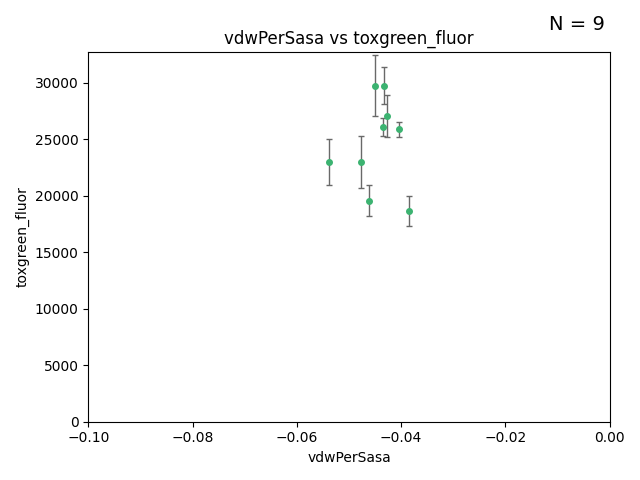 N = 9
vdwPerSasa vs toxgreen_fluor
30000
25000
20000
15000
10000
5000
0
toxgreen_fluor
−0.10 −0.08 −0.06 −0.04 −0.02 0.00
vdwPerSasa